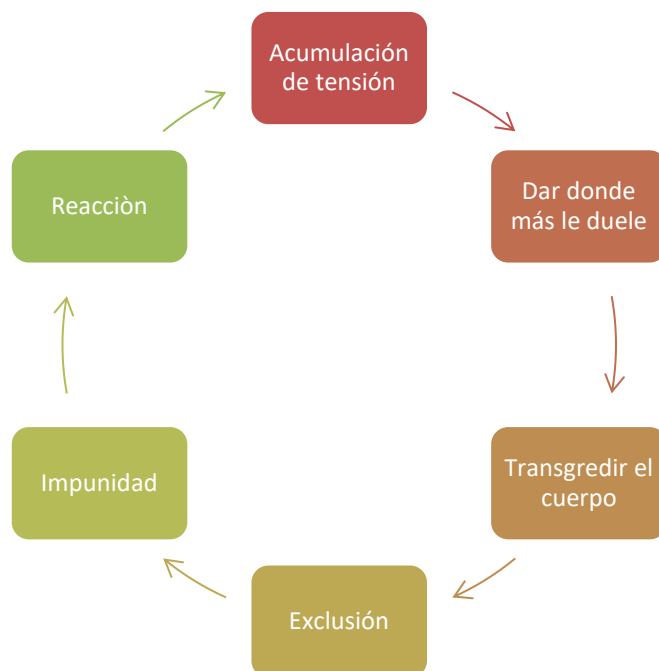 Acumulación
de tensión
Dar donde
más le duele
Transgredir el
cuerpo
Exclusión
Impunidad
Reacciòn